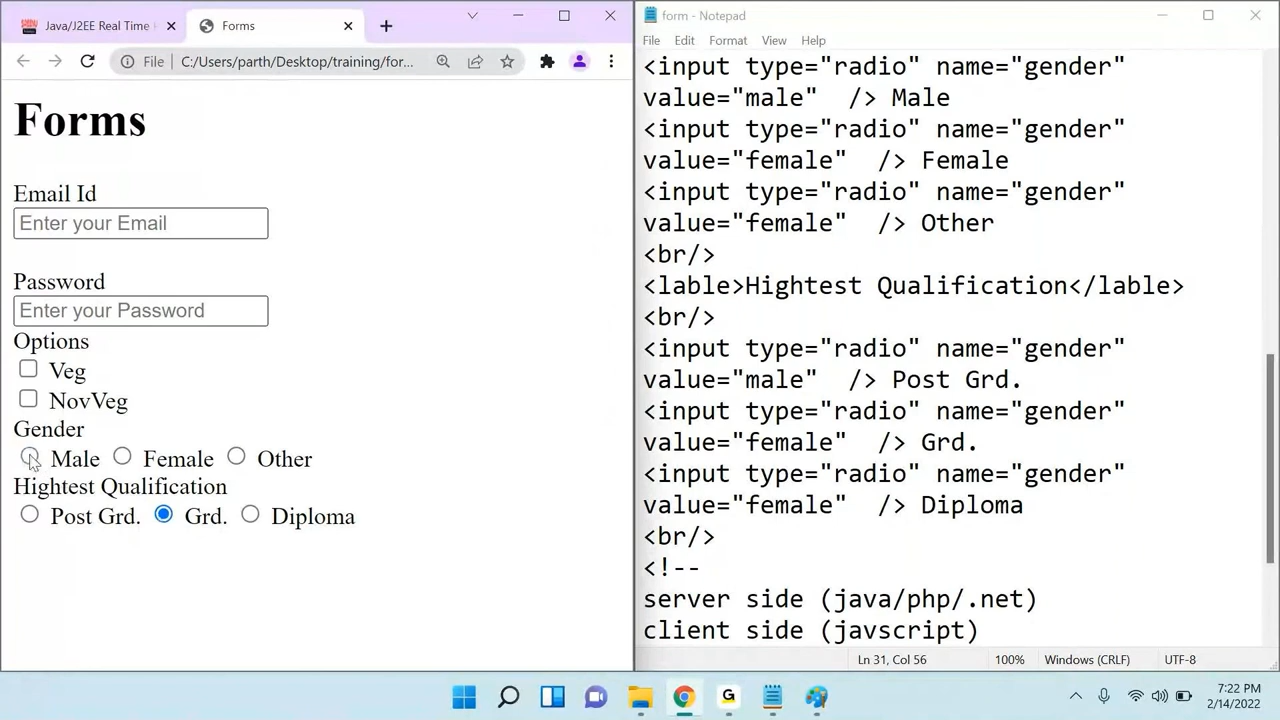 Java/J2EE Real Time
Forms
File
C:/Users/parth/Desktop/training/for...
Forms
Email Id
Enter your Email
Password
Enter your Password
Options
Veg
NovVeg
Gender
Male Female Other
Hightest Qualification
Post Grd. Grd. Diploma
form - Notepad
File Edit Format View Help
<input type="radio" name="gender"
value="male"  /> Male
<input type="radio" name="gender"
value="female"  /> Female
<input type="radio" name="gender"
value="female"  /> Other
<br/>
<lable>Hightest Qualification</lable>
<br/>
<input type="radio" name="gender"
value="male"  /> Post Grd.
<input type="radio" name="gender"
value="female"  /> Grd.
<input type="radio" name="gender"
value="female"  /> Diploma
<br/>
<!--
server side (java/php/.net)
client side (javscript)
Ln 31, Col 56 100% Windows (CRLF) UTF-8
G
7:22 PM
2/14/2022